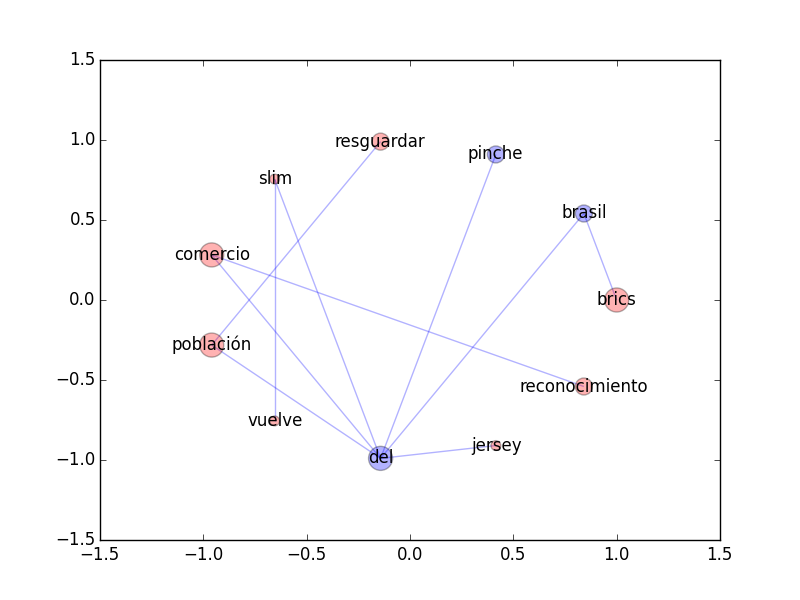 1.5
1.0
0.5
0.0
−0.5
−1.0
−1.5
−1.5
−1.0
−0.5
0.0
0.5
1.0
1.5
resguardar
pinche
slim
brasil
comercio
brics
población
reconocimiento
vuelve
jersey
del